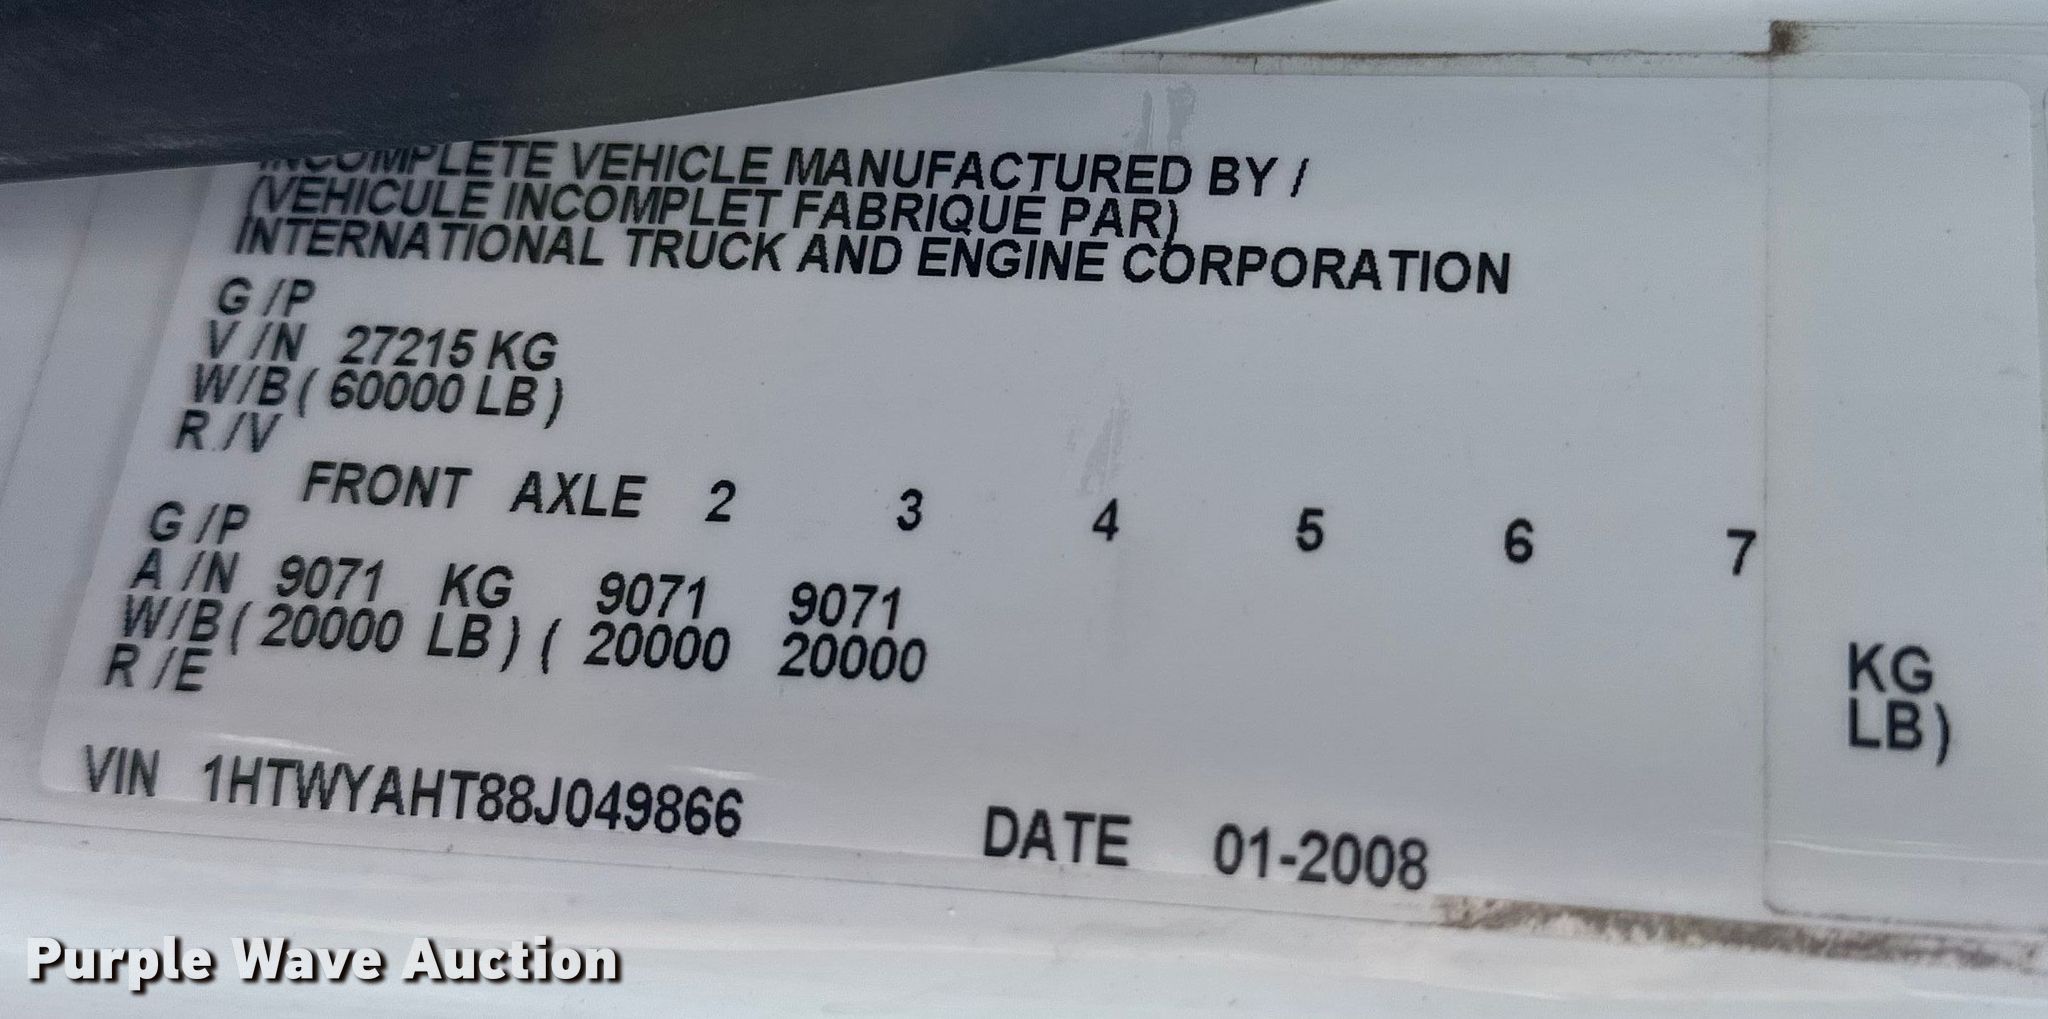 INCOMPLETE VEHICLE MANUFACTURED BY /
(VEHICULE INCOMPLET FABRIQUE PAR)
INTERNATIONAL TRUCK AND ENGINE CORPORATION
G /P
V /N 27215 KG
W/B ( 60000 LB )
R /V
FRONT AXLE 2 3 4 5 6 7
G /P
A /N 9071 KG 9071 9071 KG
W/B ( 20000 LB ) ( 20000 20000 LB )
R /E
VIN 1HTWYAHT88J049866 DATE 01-2008
Purple Wave Auction